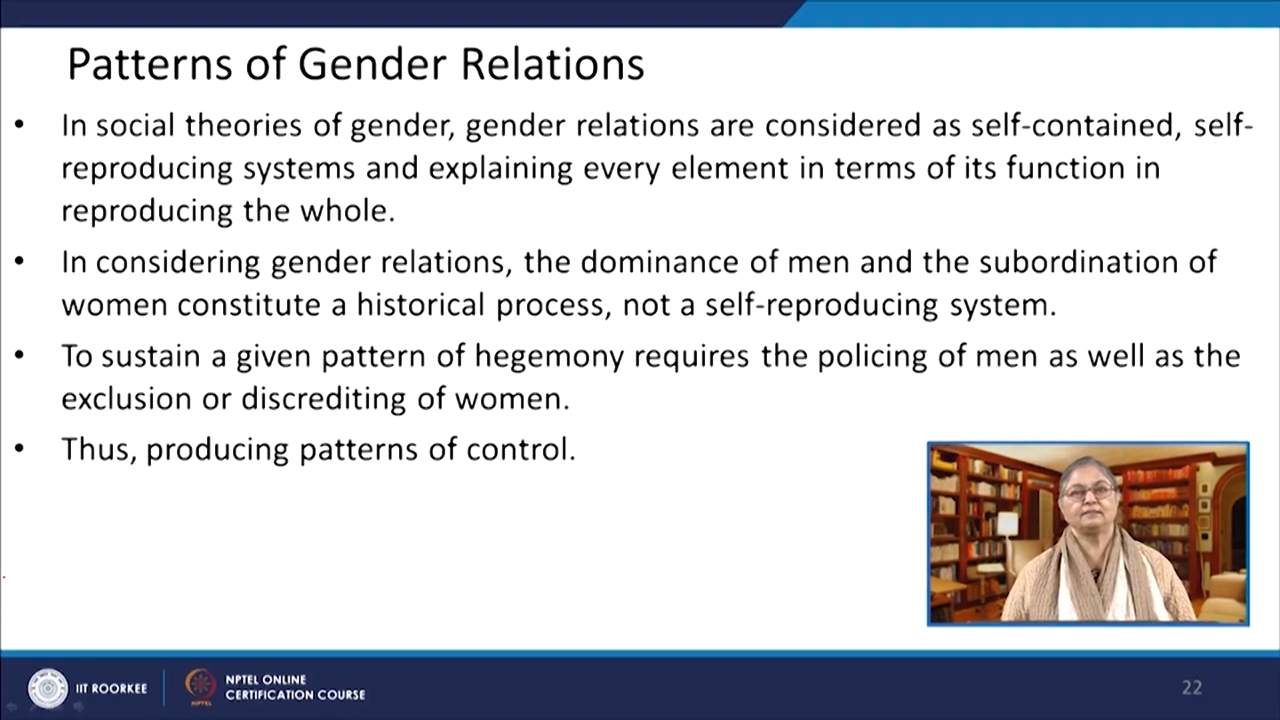 Patterns of Gender Relations
• In social theories of gender, gender relations are considered as self-contained, self-
reproducing systems and explaining every element in terms of its function in
reproducing the whole.
• In considering gender relations, the dominance of men and the subordination of
women constitute a historical process, not a self-reproducing system.
• To sustain a given pattern of hegemony requires the policing of men as well as the
exclusion or discrediting of women.
• Thus, producing patterns of control.
IIT ROORKEE
NPTEL
NPTEL ONLINE
CERTIFICATION COURSE
22